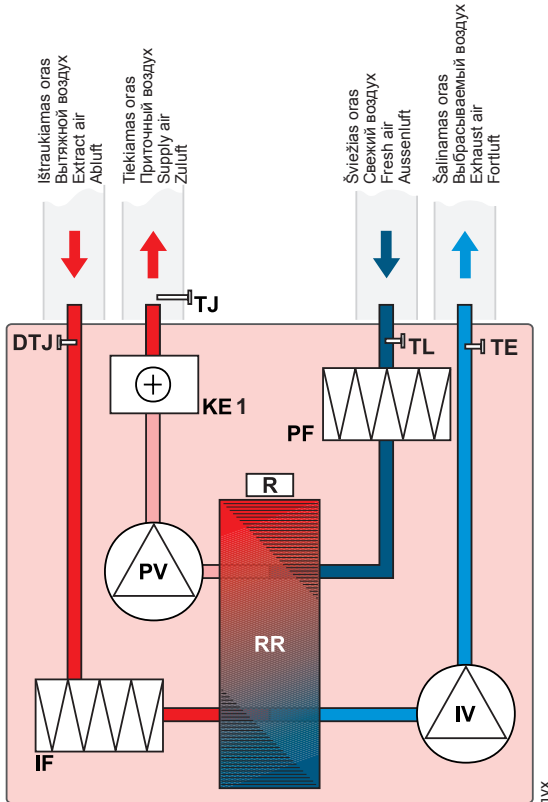 Ištraukiamas oras
Вытяжной воздух
Extract air
Abluft
Tiekiamas oras
Приточный воздух
Supply air
Zuluft
Šviežias oras
Свежий воздух
Fresh air
Aussenluft
Šalinamas oras
Выбрасываемый воздух
Exhaust air
Fortluft
TJ
DTJ
TL
TE
KE 1
PF
R
PV
RR
IV
IF